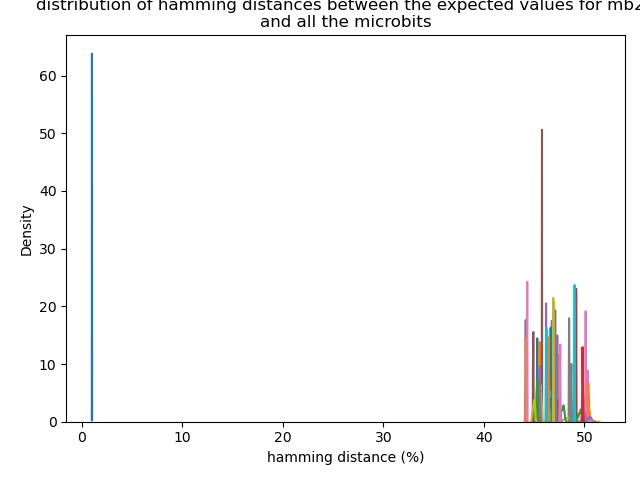 distribution of hamming distances between the expected values for mb2
and all the microbits
Density
60
50
40
30
20
10
0
0 10 20 30 40 50
hamming distance (%)